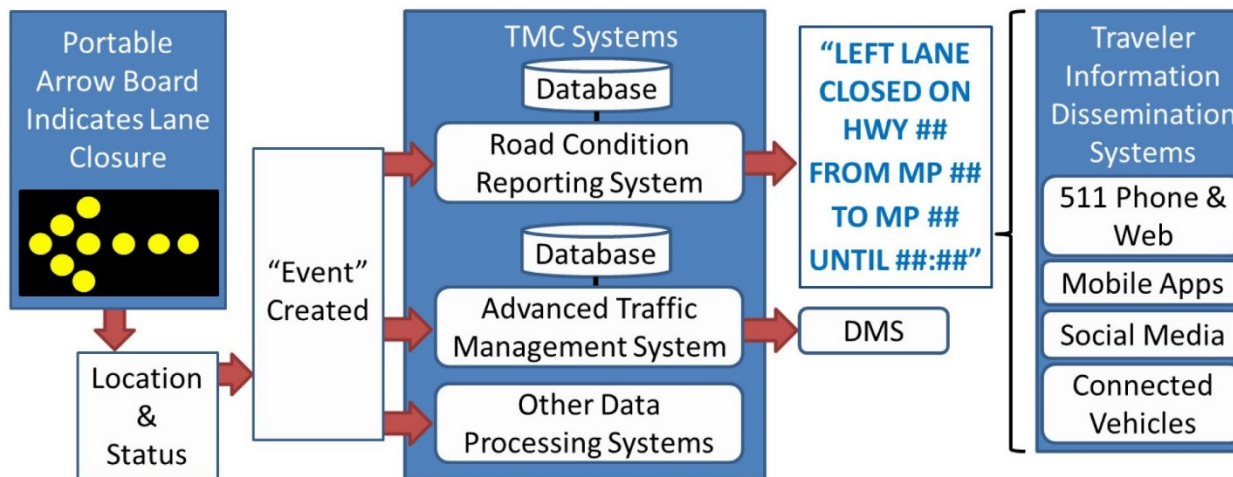 Portable
Arrow Board
Indicates Lane
Closure
Location
&
Status
“Event”
Created
TMC Systems
Database
Road Condition
Reporting System
Database
Advanced Traffic
Management System
Other Data
Processing Systems
“LEFT LANE
CLOSED ON
HWY ##
FROM MP ##
TO MP ##
UNTIL ##:##”
DMS
Traveler
Information
Dissemination
Systems
511 Phone &
Web
Mobile Apps
Social Media
Connected
Vehicles